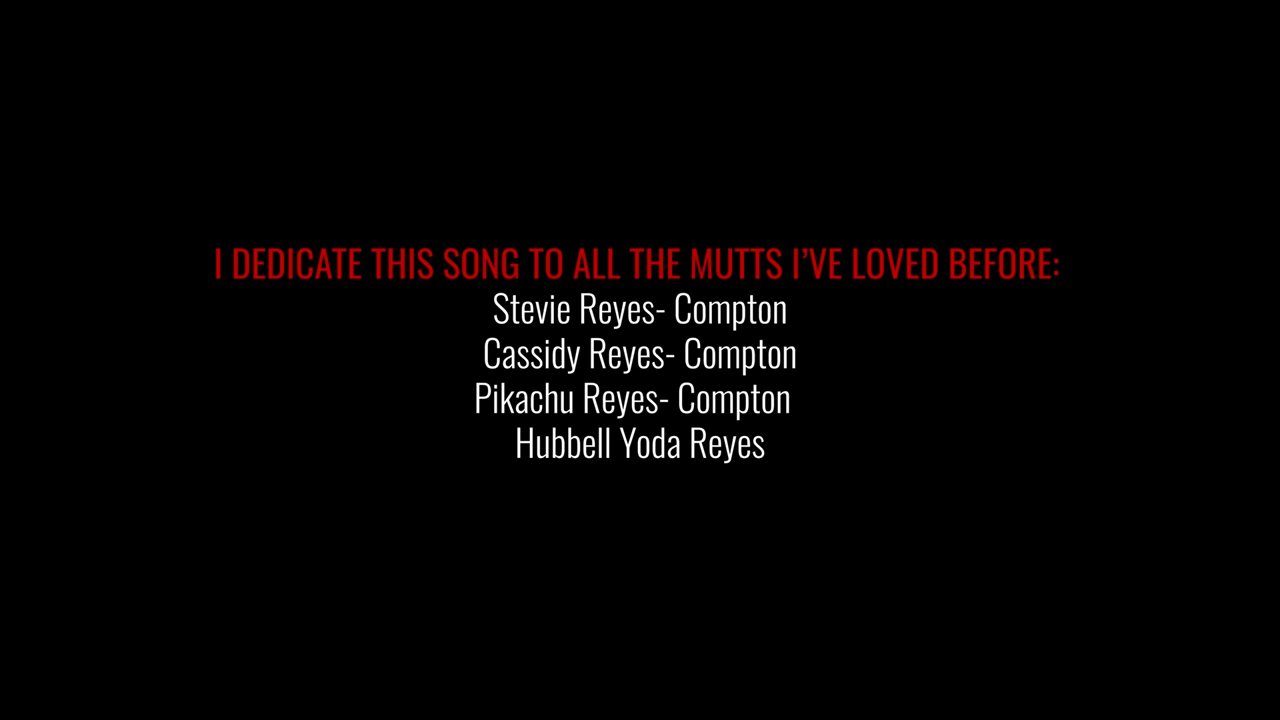 I DEDICATE THIS SONG TO ALL THE MUTTS I’VE LOVED BEFORE:
Stevie Reyes- Compton
Cassidy Reyes- Compton
Pikachu Reyes- Compton
Hubbell Yoda Reyes